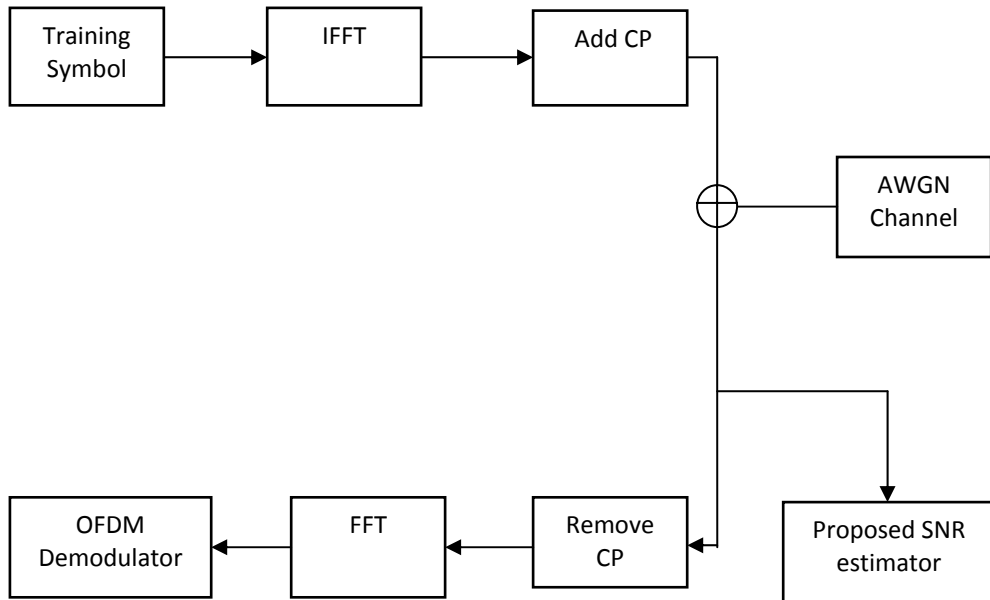 Training
Symbol
IFFT
Add CP
AWGN
Channel
OFDM
Demodulator
FFT
Remove
CP
Proposed SNR
estimator